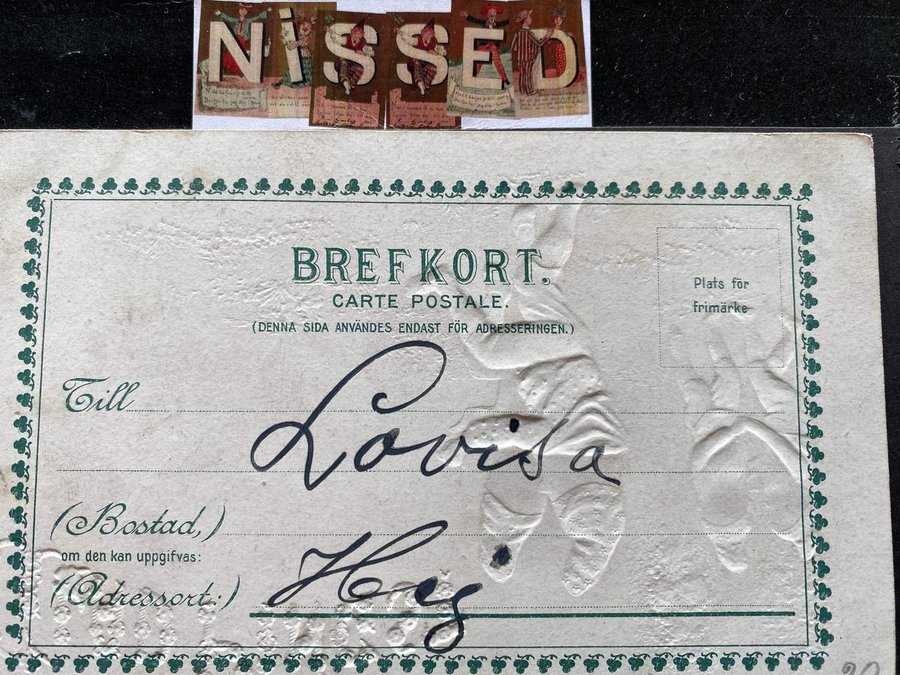 NISSED
BREFKORT.
CARTE POSTALE.
(DENNA SIDA ANVÄNDES ENDAST FÖR ADRESSERINGEN.)
Plats för
frimärke
Till
Lovisa
(Bostad,)
om den kan uppgifvas:
(Adressort:)
Hej